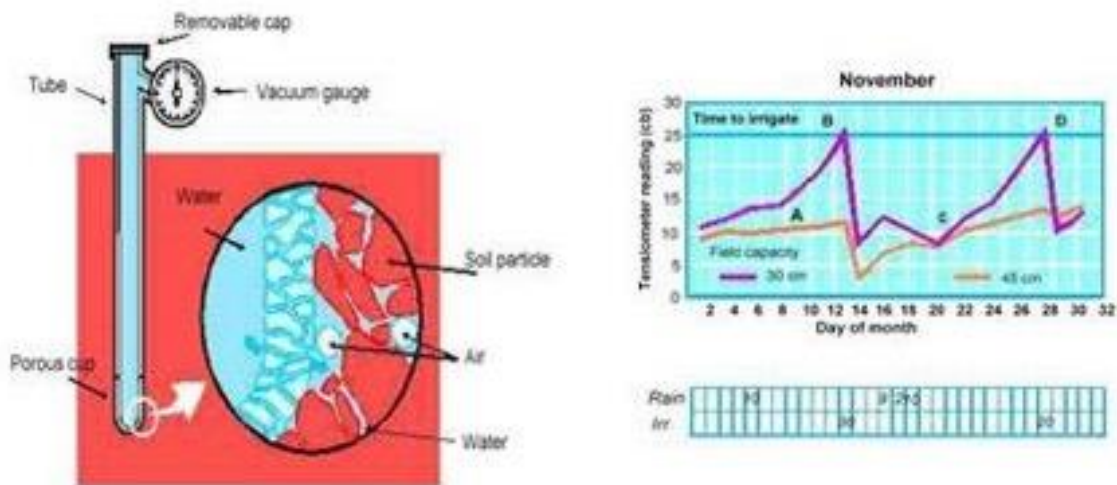 Removable cap
Tube
Vacuum gauge
Water
Soil particle
Air
Porous cup
Water
November
Tensiometer reading (cb)
30
25
20
15
10
5
0
Time to irrigate
B
D
A
c
Field capacity
30 cm
45 cm
2 4 6 8 10 12 14 16 18 20 22 24 26 28 30 32
Day of month
Rain 10
Irr. 20